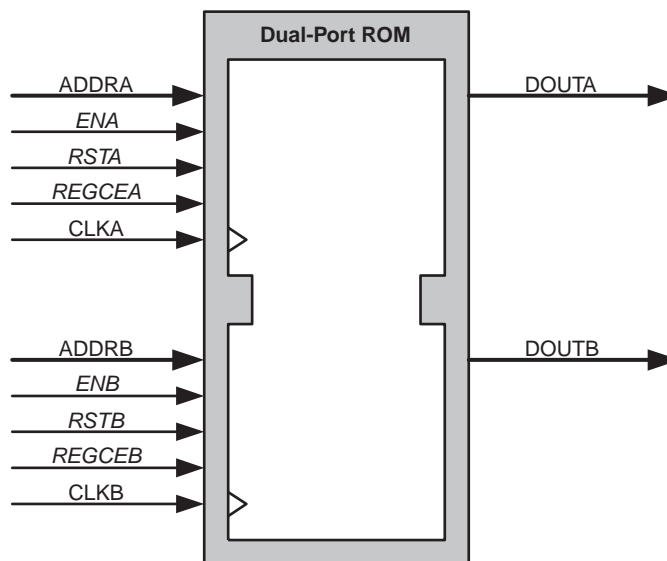 Dual-Port ROM
ADDRA
DOUTA
ENA
RSTA
REGCEA
CLKA
ADDRB
DOUTB
ENB
RSTB
REGCEB
CLKB